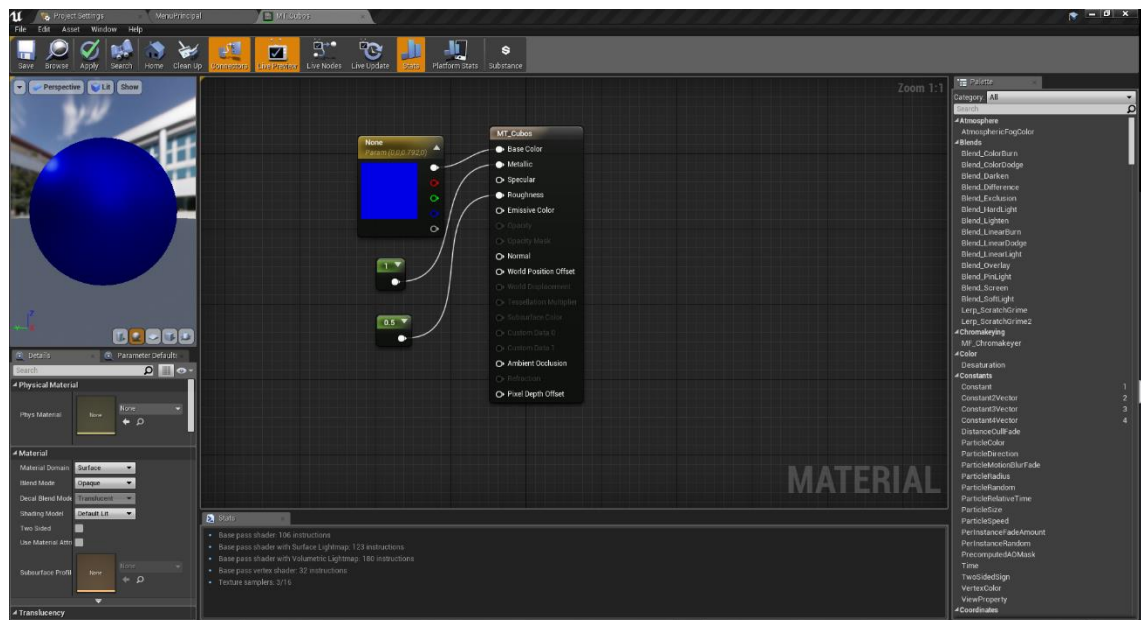 Project Settings
MenuPrincipal
MT_Cubos
File Edit Asset Window Help
Save Browse Apply Search Home Clean Up Connectors Live Preview Live Nodes Live Update Stats Platform Stats Substance
Perspective Lit Show
Zoom 1:1
None
Param (0,0,0.792,0)
1
0.5
MT_Cubos
Base Color
Metallic
Specular
Roughness
Emissive Color
Opacity
Opacity Mask
Normal
World Position Offset
World Displacement
Tessellation Multiplier
Subsurface Color
Custom Data 0
Custom Data 1
Ambient Occlusion
Refraction
Pixel Depth Offset
MATERIAL
Details
Parameter Defaults
Search
Physical Material
Phys Material
None
None
Material
Material Domain Surface
Blend Mode Opaque
Decal Blend Mode Translucent
Shading Model Default Lit
Two Sided
Use Material Attri
Subsurface Profil
None
None
Translucency
Stats
Base pass shader: 106 instructions
Base pass shader with Surface Lightmap: 123 instructions
Base pass shader with Volumetric Lightmap: 180 instructions
Base pass vertex shader: 32 instructions
Texture samplers: 3/16
Palette
Category: All
Search
Atmosphere
AtmosphericFogColor
Blends
Blend_ColorBurn
Blend_ColorDodge
Blend_Darken
Blend_Difference
Blend_Exclusion
Blend_HardLight
Blend_Lighten
Blend_LinearBurn
Blend_LinearDodge
Blend_LinearLight
Blend_Overlay
Blend_PinLight
Blend_Screen
Blend_SoftLight
Lerp_ScratchGrime
Lerp_ScratchGrime2
Chromakeying
MF_Chromakeyer
Color
Desaturation
Constants
Constant 1
Constant2Vector 2
Constant3Vector 3
Constant4Vector 4
DistanceCullFade
ParticleColor
ParticleDirection
ParticleMotionBlurFade
ParticleRadius
ParticleRandom
ParticleRelativeTime
ParticleSize
ParticleSpeed
PerInstanceFadeAmount
PerInstanceRandom
PrecomputedAOMask
Time
TwoSidedSign
VertexColor
ViewProperty
Coordinates